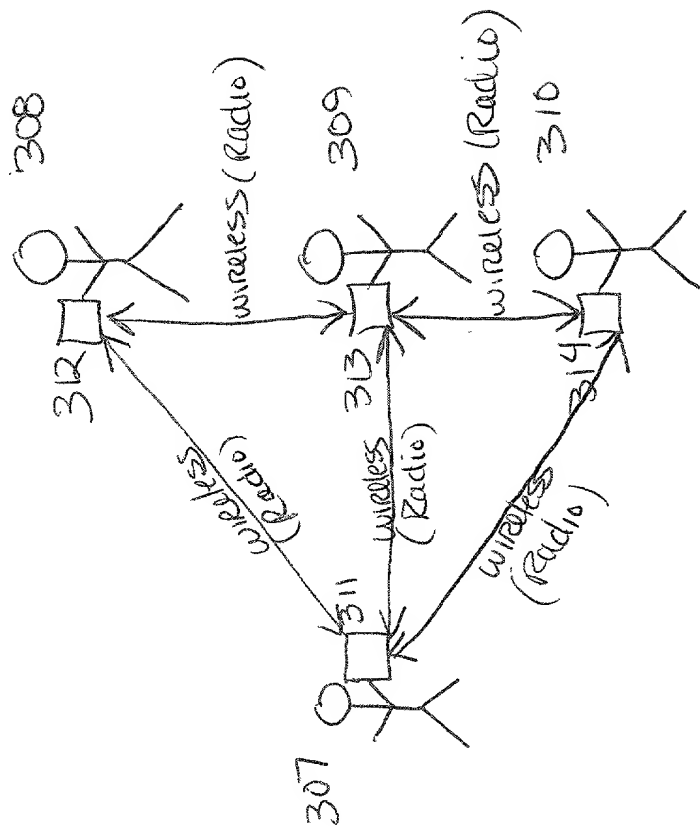 308
wireless (Radio)
309
wireless (Radio)
310
312
313
314
wireless
(Radio)
wireless
(Radio)
wireless
(Radio)
311
307